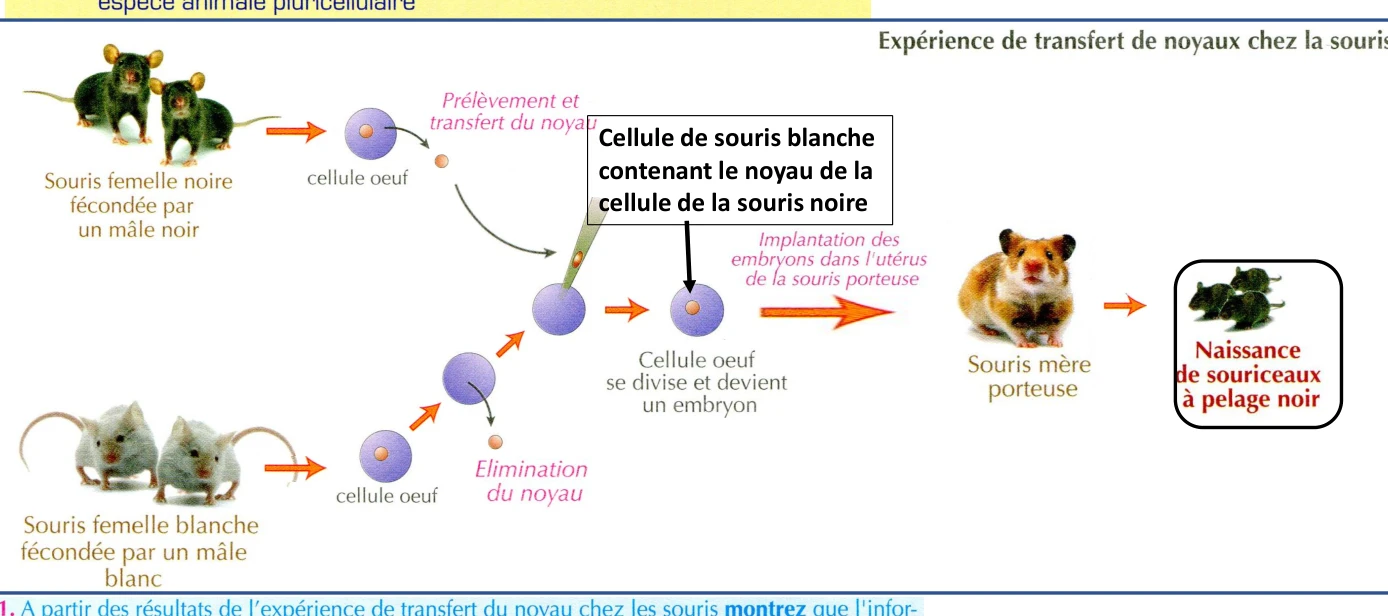 espèce animale pluricellulaire
Expérience de transfert de noyaux chez la souris
Prélèvement et
transfert du noyau
Cellule de souris blanche
contenant le noyau de la
cellule de la souris noire
Souris femelle noire
fécondée par
un mâle noir
cellule oeuf
Implantation des
embryons dans l'utérus
de la souris porteuse
Cellule oeuf
se divise et devient
un embryon
Souris mère
porteuse
Naissance
de souriceaux
à pelage noir
Elimination
du noyau
cellule oeuf
Souris femelle blanche
fécondée par un mâle
blanc
1. A partir des résultats de l'expérience de transfert du noyau chez les souris montrez que l'infor-